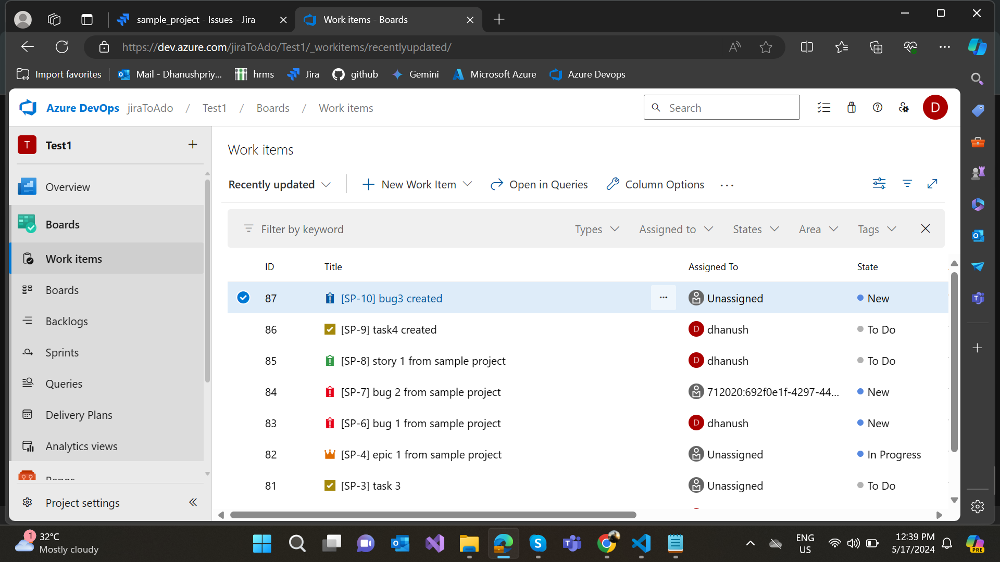 sample_project - Issues - Jira
Work items - Boards
https://dev.azure.com/jiraToAdo/Test1/_workitems/recentlyupdated/
Import favorites
Mail - Dhanushpriy...
hrms
Jira
github
Gemini
Microsoft Azure
Azure Devops
Azure DevOps jiraToAdo / Test1 / Boards / Work items
Search
D
T Test1
Overview
Boards
Work items
Boards
Backlogs
Sprints
Queries
Delivery Plans
Analytics views
Repos
Project settings
Work items
Recently updated
New Work Item
Open in Queries
Column Options
Filter by keyword
Types
Assigned to
States
Area
Tags
ID Title Assigned To State
87 [SP-10] bug3 created Unassigned New
86 [SP-9] task4 created D dhanush To Do
85 [SP-8] story 1 from sample project D dhanush To Do
84 [SP-7] bug 2 from sample project 712020:692f0e1f-4297-44... New
83 [SP-6] bug 1 from sample project D dhanush New
82 [SP-4] epic 1 from sample project Unassigned In Progress
81 [SP-3] task 3 Unassigned To Do
1
32°C
Mostly cloudy
ENG
US
12:39 PM
5/17/2024
PRE